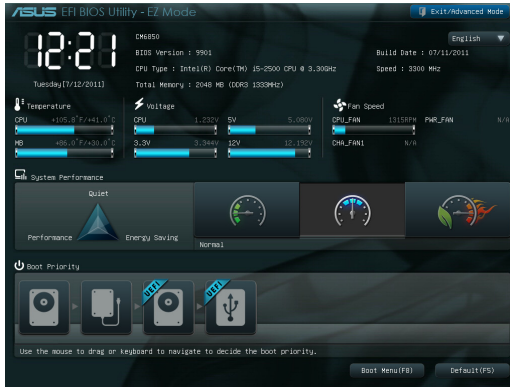 ASUS EFI BIOS Utility - EZ Mode
Exit/Advanced Mode
12:21
Tuesday[7/12/2011]
CM6850
BIOS Version : 9901
CPU Type : Intel(R) Core(TM) i5-2500 CPU @ 3.30GHz
Total Memory : 2048 MB (DDR3 1333MHz)
English
Build Date : 07/11/2011
Speed : 3300 MHz
Temperature
CPU +105.8°F/+41.0°C
MB +86.0°F/+30.0°C
Voltage
CPU 1.232V 5V 5.080V
3.3V 3.344V 12V 12.192V
Fan Speed
CPU_FAN 1315RPM PWR_FAN N/A
CHA_FAN1 N/A
System Performance
Quiet
Performance
Energy Saving
Normal
Boot Priority
UEFI
UEFI
Use the mouse to drag or keyboard to navigate to decide the boot priority.
Boot Menu(F8)
Default(F5)